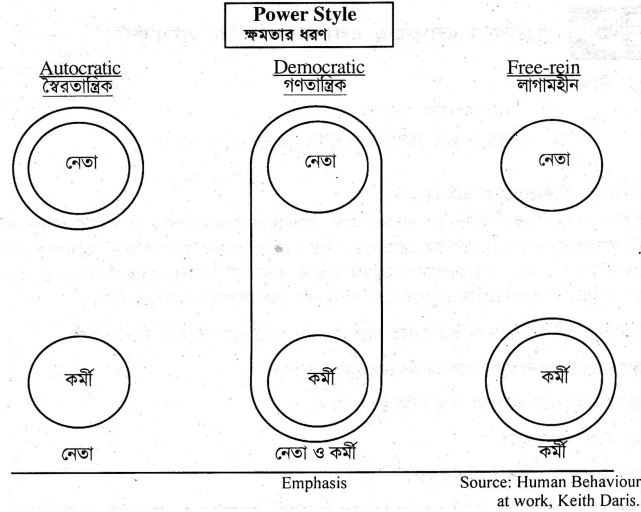 Power Style
ক্ষমতার ধরণ
Autocratic
স্বৈরতান্ত্রিক
Democratic
গণতান্ত্রিক
Free-rein
লাগামহীন
নেতা
নেতা
নেতা
কর্মী
কর্মী
কর্মী
নেতা
নেতা ও কর্মী
কর্মী
Emphasis
Source: Human Behaviour
at work, Keith Daris.